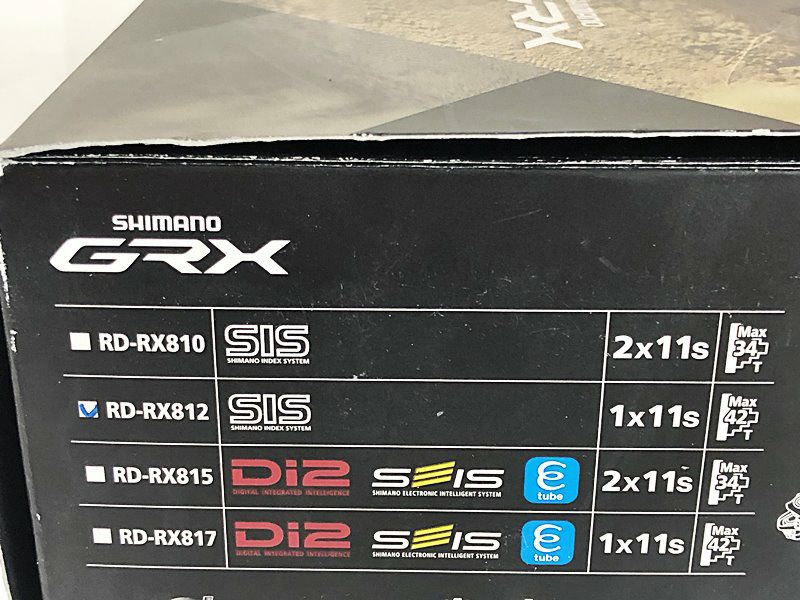 SHIMANO
GRX
RD-RX810 SIS SHIMANO INDEX SYSTEM 2x11s Max 34T
RD-RX812 SIS SHIMANO INDEX SYSTEM 1x11s Max 42T
RD-RX815 Di2 DIGITAL INTEGRATED INTELLIGENCE SEIS SHIMANO ELECTRONIC INTELLIGENT SYSTEM E tube 2x11s Max 34T
RD-RX817 Di2 DIGITAL INTEGRATED INTELLIGENCE SEIS SHIMANO ELECTRONIC INTELLIGENT SYSTEM E tube 1x11s Max 42T